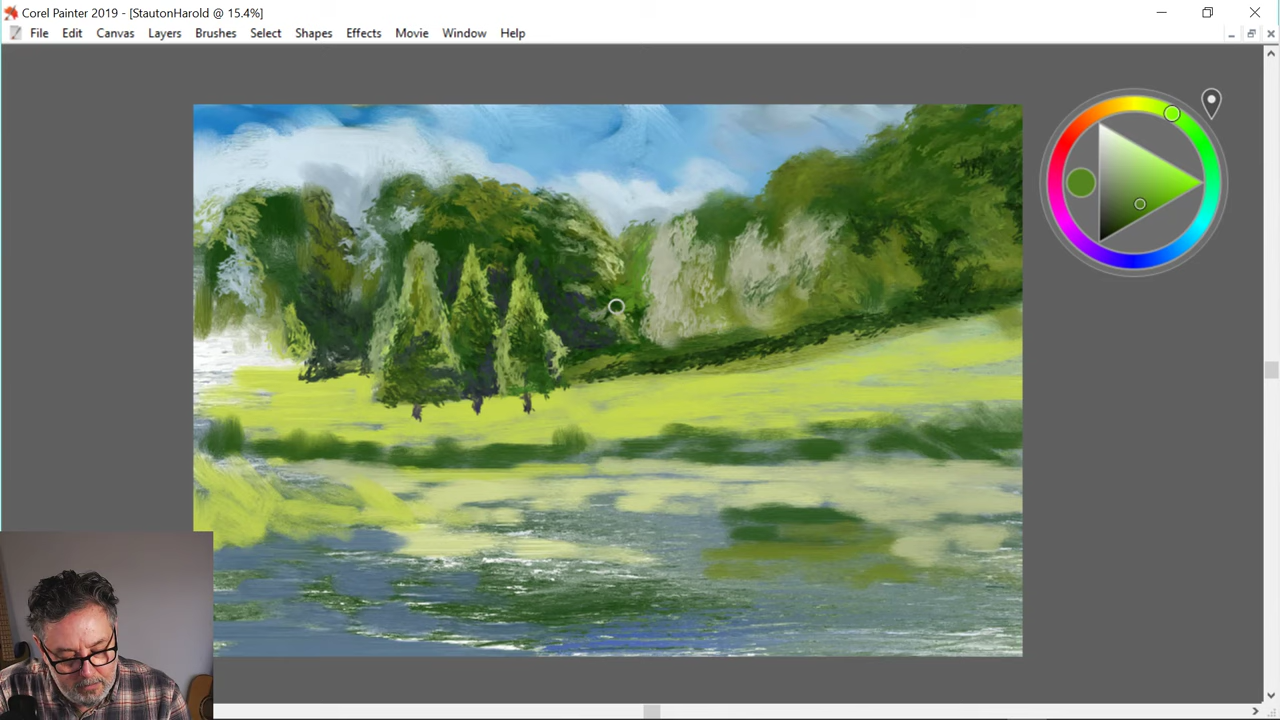 Corel Painter 2019 - [StautonHarold @ 15.4%]
File Edit Canvas Layers Brushes Select Shapes Effects Movie Window Help